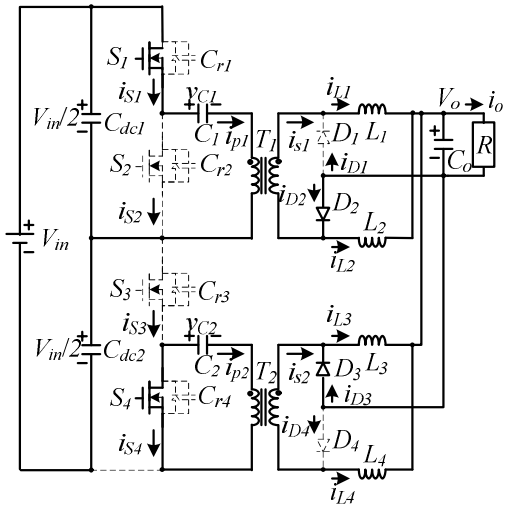 S1
Cr1
iS1
vC1
iL1
Vo
io
Vin/2
Cdc1
C1
ip1
T1
is1
D1
L1
Co
R
S2
Cr2
iD1
iD2
D2
iS2
L2
iL2
Vin
S3
Cr3
iS3
vC2
iL3
Vin/2
Cdc2
C2
ip2
T2
is2
D3
L3
S4
Cr4
iD3
iD4
D4
iS4
L4
iL4